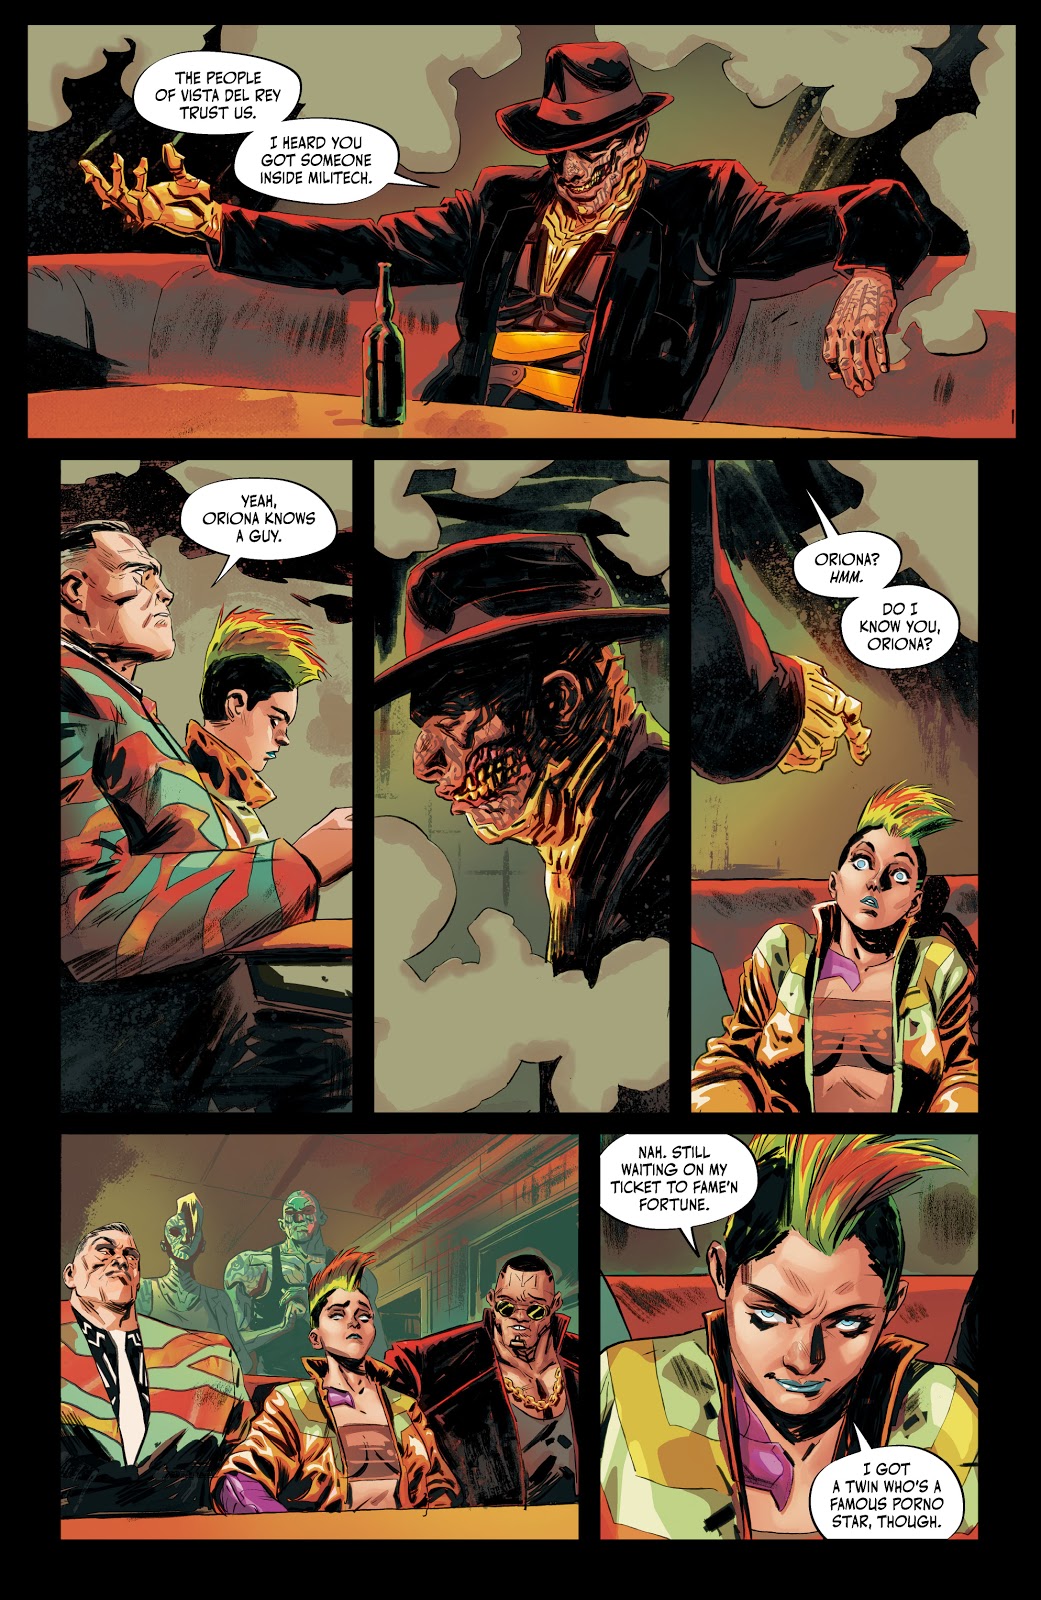 THE PEOPLE
OF VISTA DEL REY
TRUST US.
I HEARD YOU
GOT SOMEONE
INSIDE MILITECH.
YEAH,
ORIONA KNOWS
A GUY.
ORIONA?
HMM.
DO I
KNOW YOU,
ORIONA?
NAH. STILL
WAITING ON MY
TICKET TO FAME'N
FORTUNE.
I GOT
A TWIN WHO'S A
FAMOUS PORNO
STAR, THOUGH.